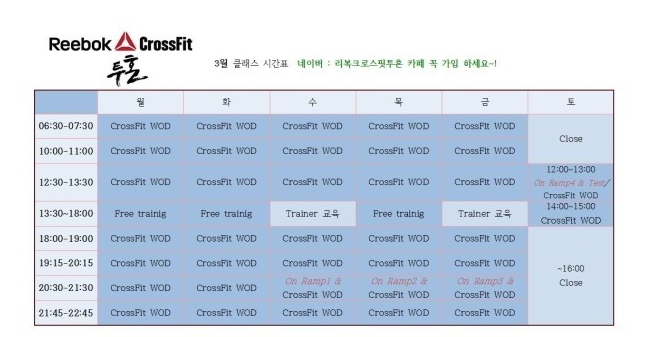 Reebok CrossFit
투혼
3월 클래스 시간표 네이버 : 리복크로스핏투혼 카페 꼭 가입 하세요~!
월 화 수 목 금 토
06:30-07:30 CrossFit WOD CrossFit WOD CrossFit WOD CrossFit WOD CrossFit WOD
Close
10:00-11:00 CrossFit WOD CrossFit WOD CrossFit WOD CrossFit WOD CrossFit WOD
12:30-13:30 CrossFit WOD CrossFit WOD CrossFit WOD CrossFit WOD CrossFit WOD
12:00-13:00
On Ramp4 & Test/
CrossFit WOD
14:00-15:00
CrossFit WOD
13:30~18:00 Free trainig Free trainig Trainer 교육 Free trainig Trainer 교육
18:00-19:00 CrossFit WOD CrossFit WOD CrossFit WOD CrossFit WOD CrossFit WOD
19:15-20:15 CrossFit WOD CrossFit WOD CrossFit WOD CrossFit WOD CrossFit WOD
~16:00
Close
20:30-21:30 CrossFit WOD CrossFit WOD On Ramp1 & CrossFit WOD On Ramp2 & CrossFit WOD On Ramp3 & CrossFit WOD
21:45-22:45 CrossFit WOD CrossFit WOD CrossFit WOD CrossFit WOD CrossFit WOD